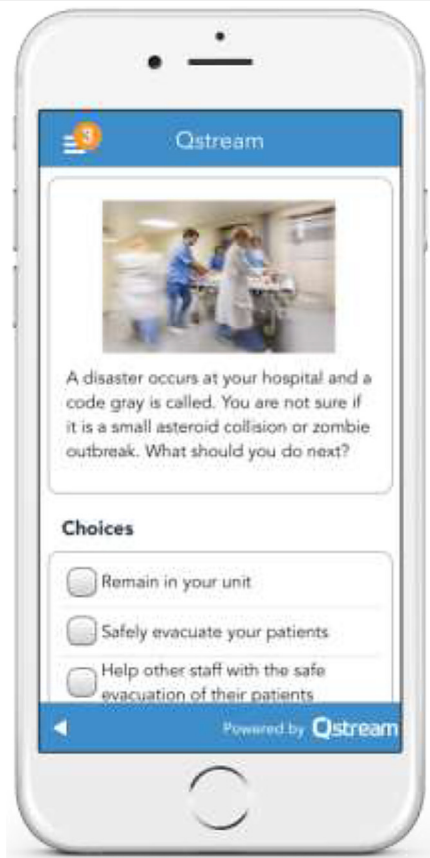 3
Qstream
A disaster occurs at your hospital and a
code gray is called. You are not sure if
it is a small asteroid collision or zombie
outbreak. What should you do next?
Choices
Remain in your unit
Safely evacuate your patients
Help other staff with the safe
evacuation of their patients
Powered by Qstream